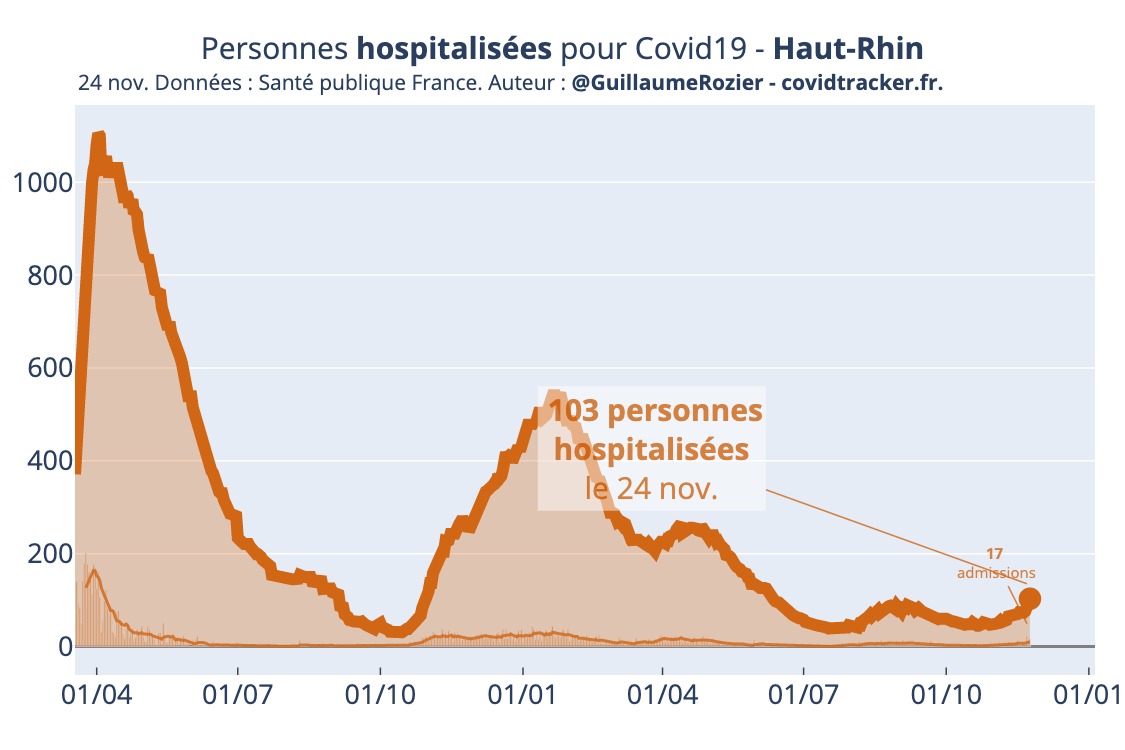 Personnes hospitalisées pour Covid19 - Haut-Rhin
24 nov. Données : Santé publique France. Auteur : @GuillaumeRozier - covidtracker.fr.
1000
800
600
400
200
0
103 personnes
hospitalisées
le 24 nov.
17
admissions
01/04 01/07 01/10 01/01 01/04 01/07 01/10 01/01